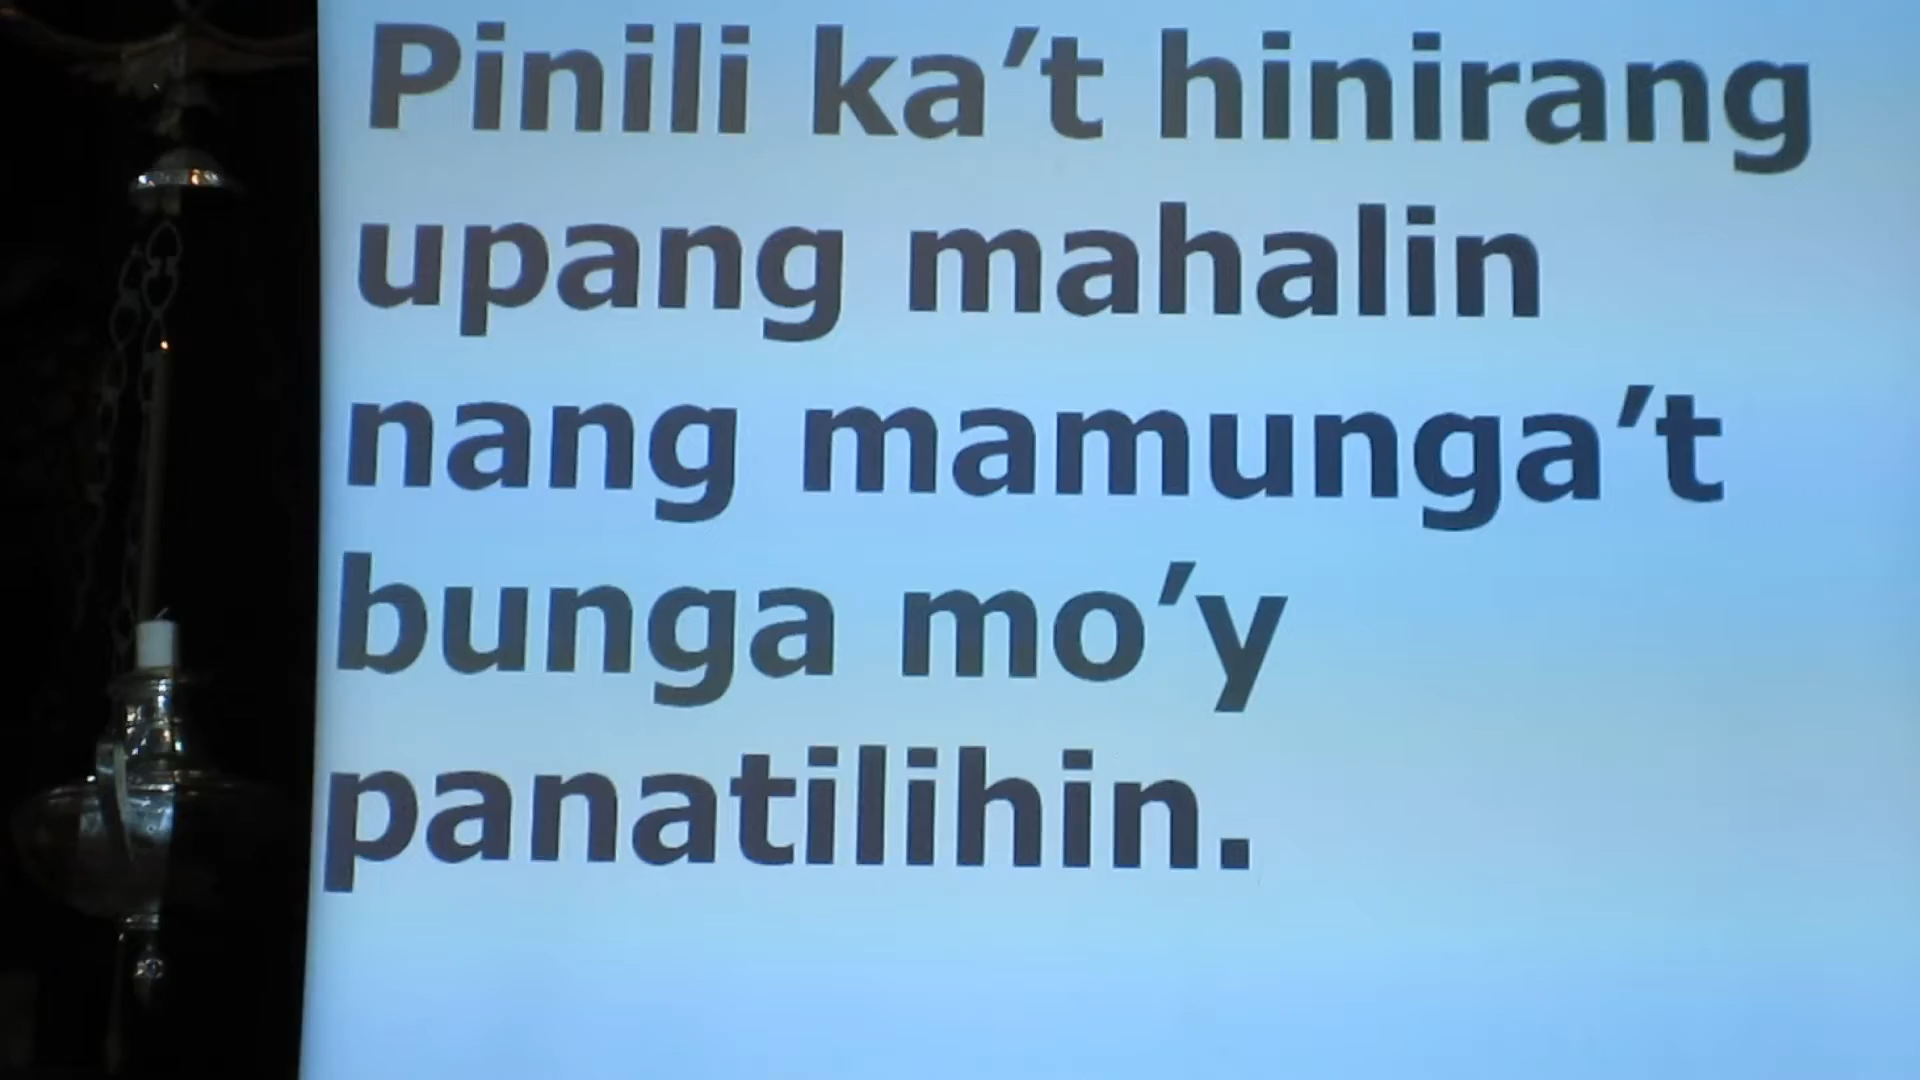 Pinili ka’t hinirang
upang mahalin
nang mamunga’t
bunga mo’y
panatilihin.